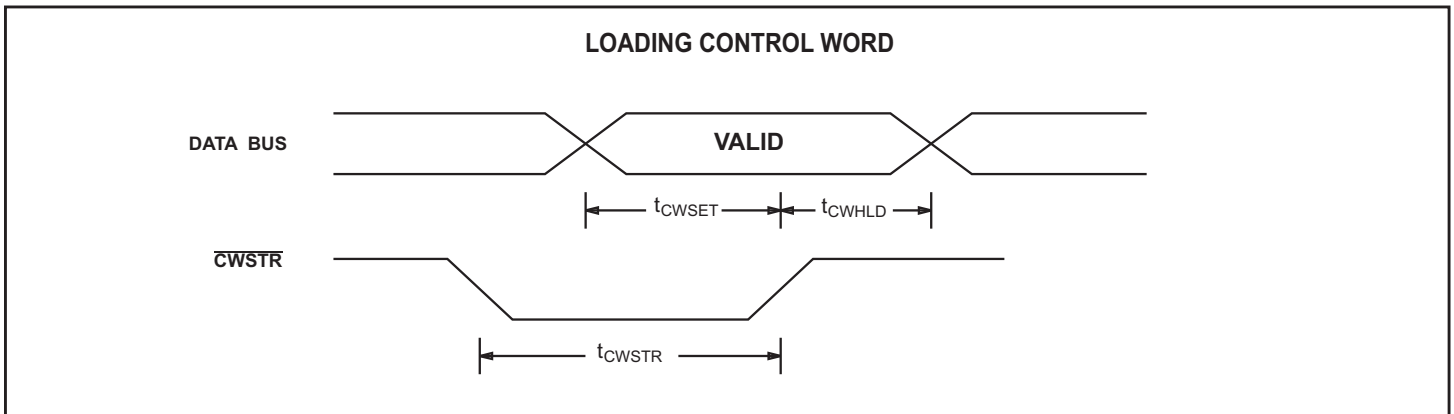 LOADING CONTROL WORD
DATA BUS
VALID
tCWSET
tCWHLD
CWSTR
tCWSTR